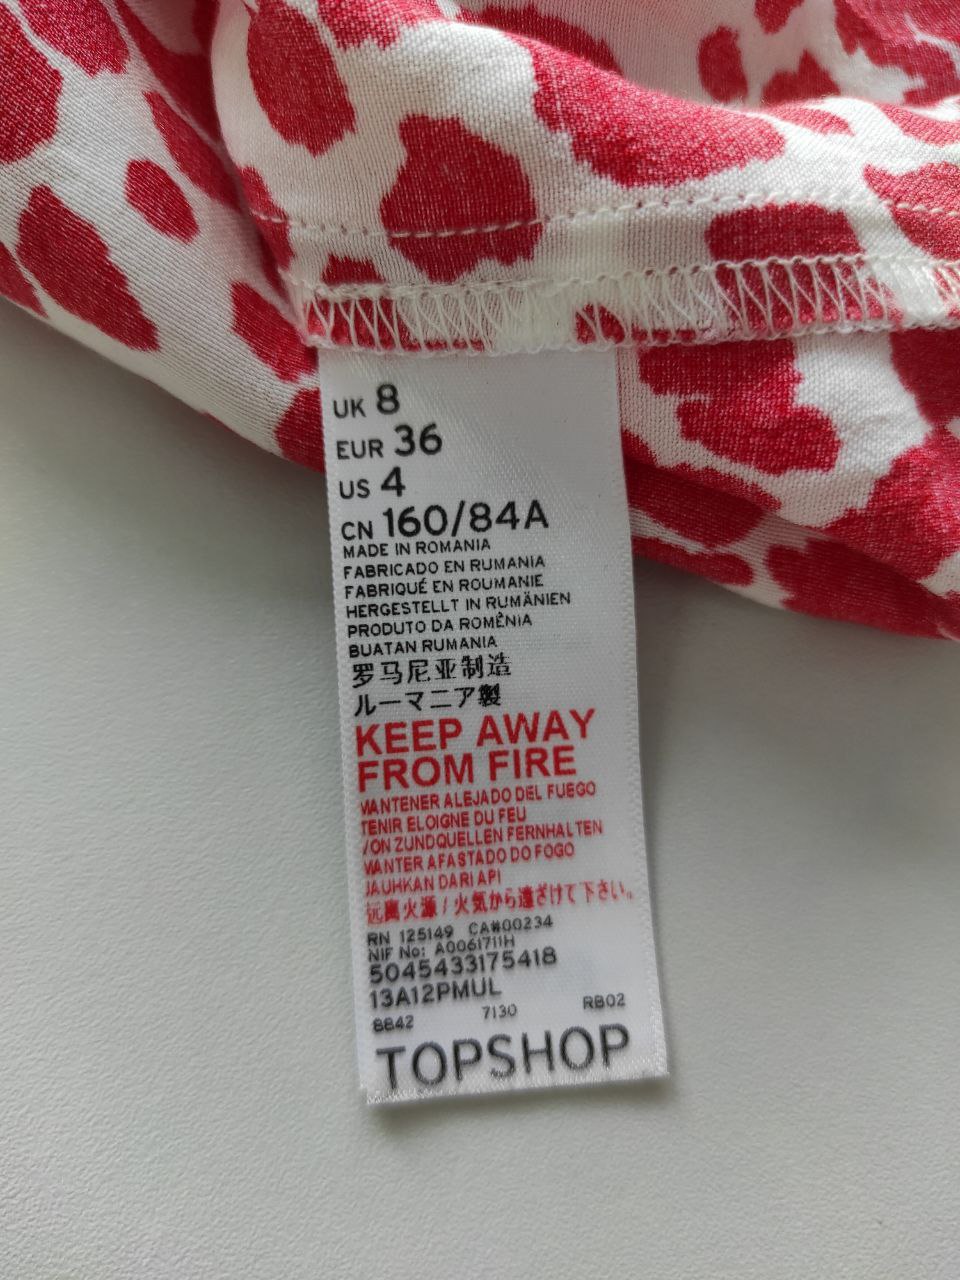 UK 8
EUR 36
US 4
CN 160/84A
MADE IN ROMANIA
FABRICADO EN RUMANIA
FABRIQUÉ EN ROUMANIE
HERGESTELLT IN RUMÄNIEN
PRODUTO DA ROMÊNIA
BUATAN RUMANIA
罗马尼亚制造
ルーマニア製
KEEP AWAY
FROM FIRE
MANTENER ALEJADO DEL FUEGO
TENIR ELOIGNE DU FEU
VON ZUNDQUELLEN FERNHALTEN
MANTER AFASTADO DO FOGO
JAUHKAN DARI API
远离火源 / 火気から遠ざけて下さい。
RN 125149 CA#00234
NIF No: A0061711H
5045433175418
13A12PMUL
8842 7130 RB02
TOPSHOP